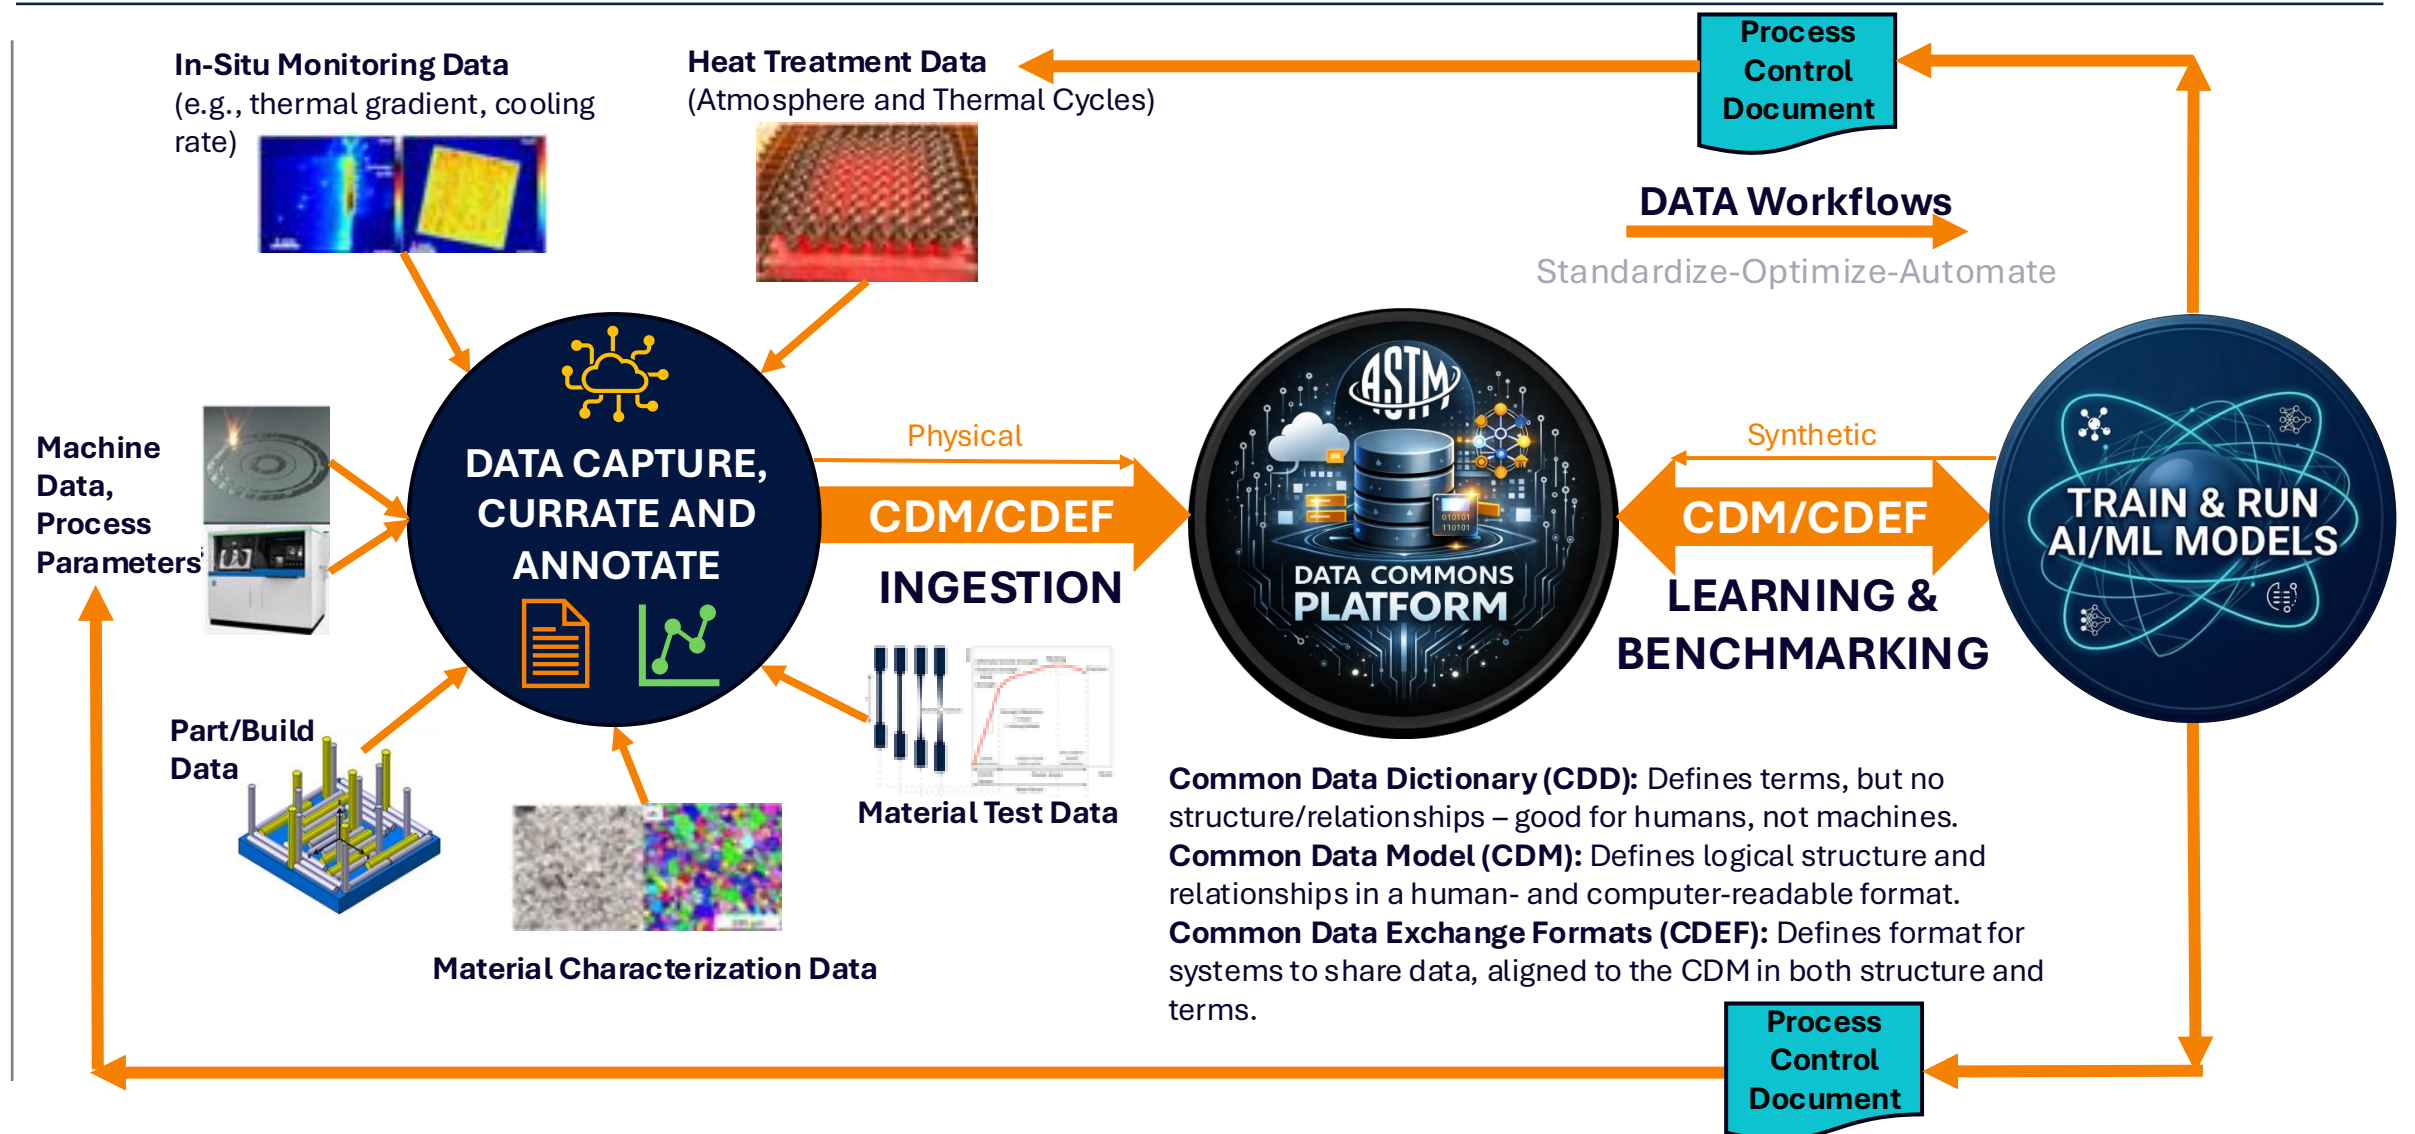 In-Situ Monitoring Data
(e.g., thermal gradient, cooling
rate)
Heat Treatment Data
(Atmosphere and Thermal Cycles)
Process
Control
Document
DATA Workflows
Standardize-Optimize-Automate
Machine
Data,
Process
Parameters
DATA CAPTURE,
CURRATE AND
ANNOTATE
Physical
CDM/CDEF
INGESTION
ASTM
010101
110101
DATA COMMONS
PLATFORM
Synthetic
CDM/CDEF
LEARNING &
BENCHMARKING
TRAIN & RUN
AI/ML MODELS
Part/Build
Data
Material Test Data
Material Characterization Data
Common Data Dictionary (CDD): Defines terms, but no
structure/relationships – good for humans, not machines.
Common Data Model (CDM): Defines logical structure and
relationships in a human- and computer-readable format.
Common Data Exchange Formats (CDEF): Defines format for
systems to share data, aligned to the CDM in both structure and
terms.
Process
Control
Document